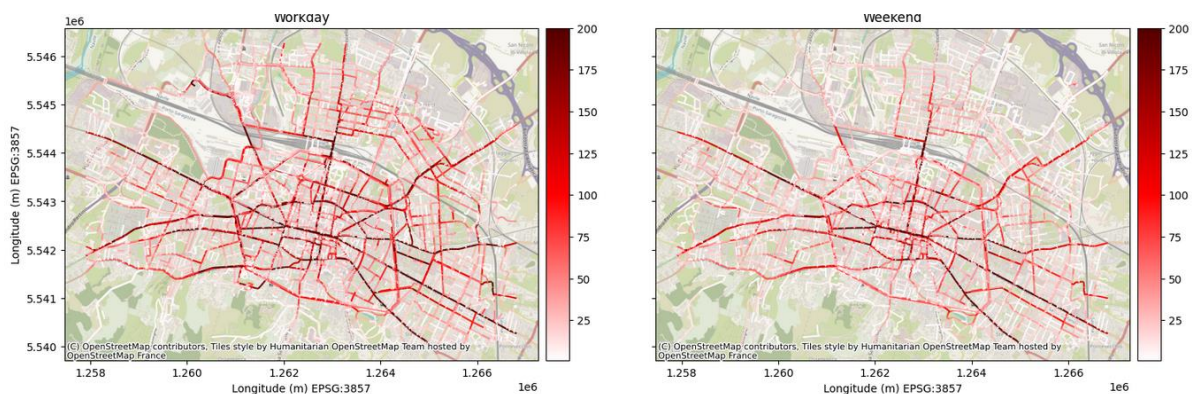 workday
1e6
5.546
5.545
5.544
5.543
5.542
5.541
5.540
Longitude (m) EPSG:3857
(C) OpenStreetMap contributors, Tiles style by Humanitarian OpenStreetMap Team hosted by
OpenStreetMap France
1.258 1.260 1.262 1.264 1.266
1e6
Longitude (m) EPSG:3857
200
175
150
125
100
75
50
25
weekend
San Nicolò
(C) OpenStreetMap contributors, Tiles style by Humanitarian OpenStreetMap Team hosted by
OpenStreetMap France
1.258 1.260 1.262 1.264 1.266
1e6
Longitude (m) EPSG:3857
200
175
150
125
100
75
50
25